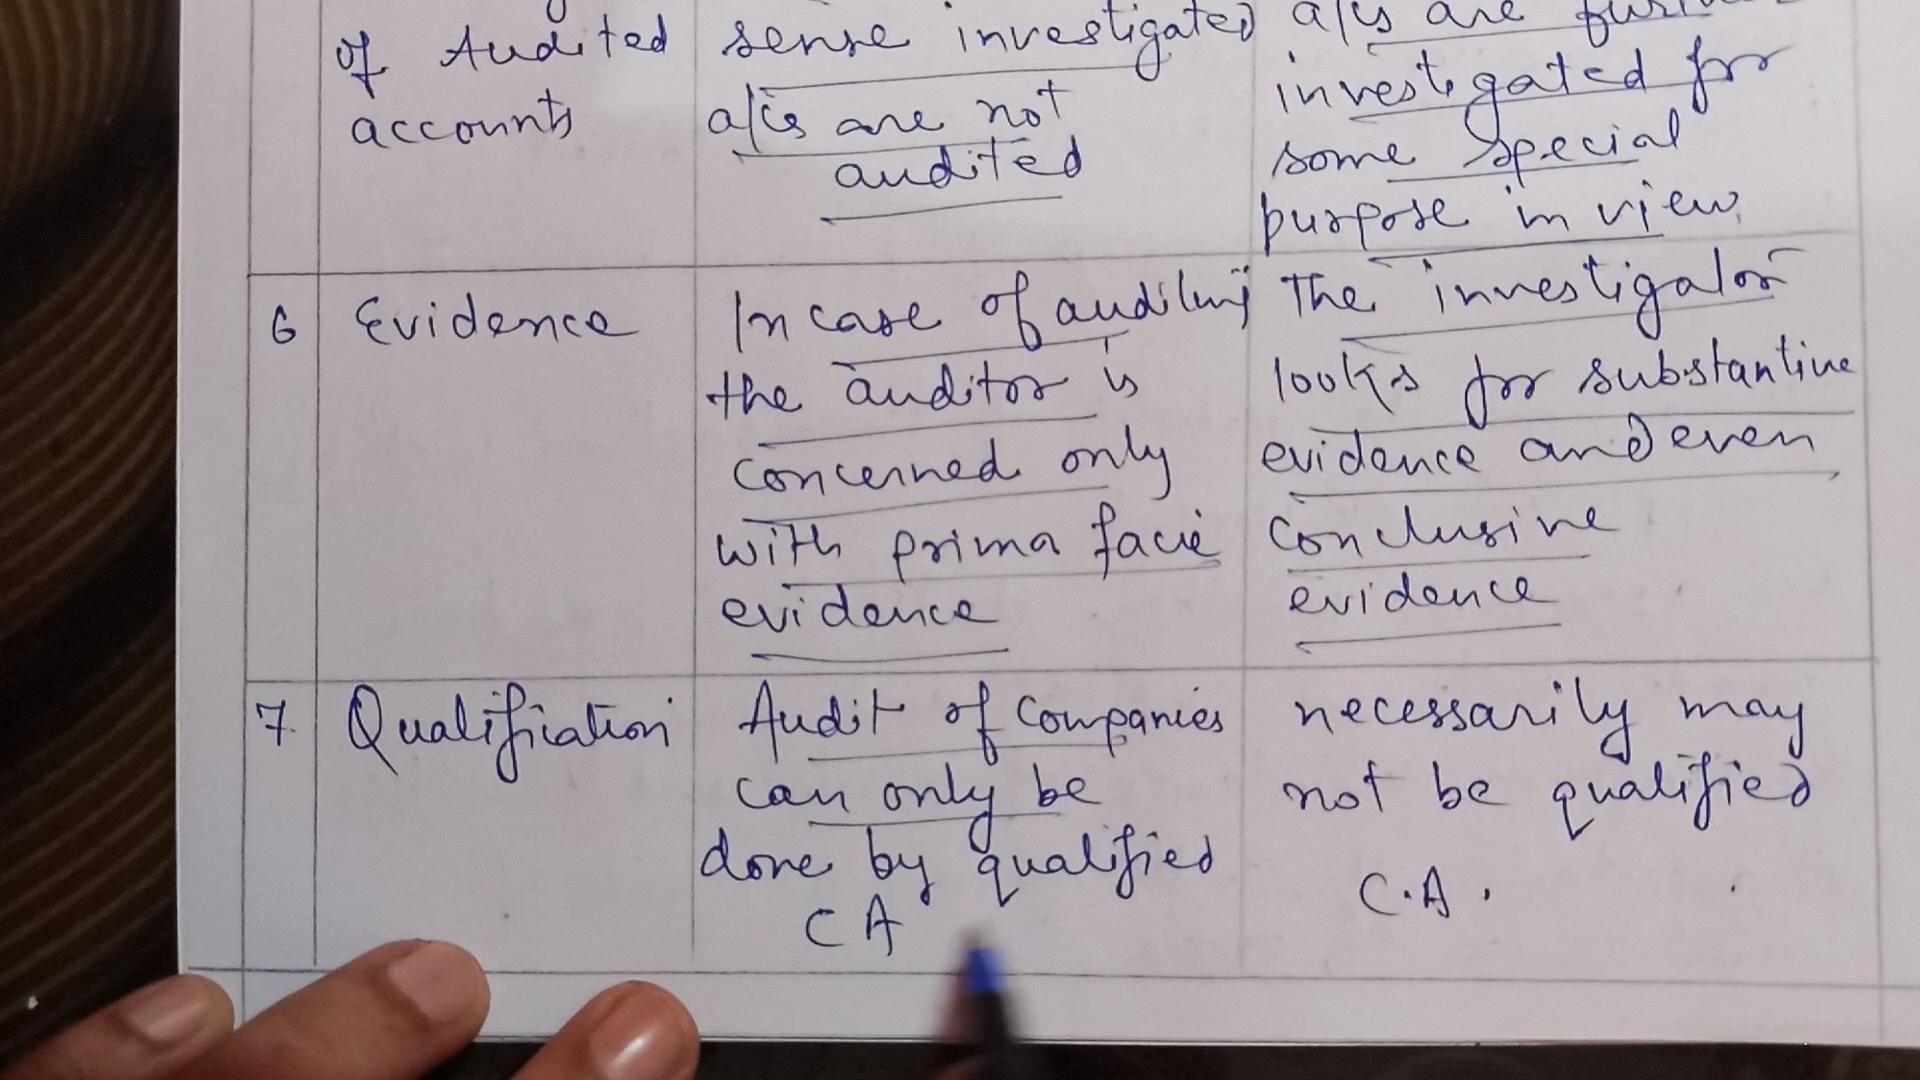 of Audited
accounts
sense investigated
a/cs are not
audited
a/cs are
investigated for
some special
purpose in view.
6
Evidence
In case of auditing
the auditor is
concerned only
with prima facie
evidence
The investigator
looks for substantive
evidence and even
conclusive
evidence
7.
Qualification
Audit of Companies
can only be
done by qualified
CA
necessarily may
not be qualified
C.A.